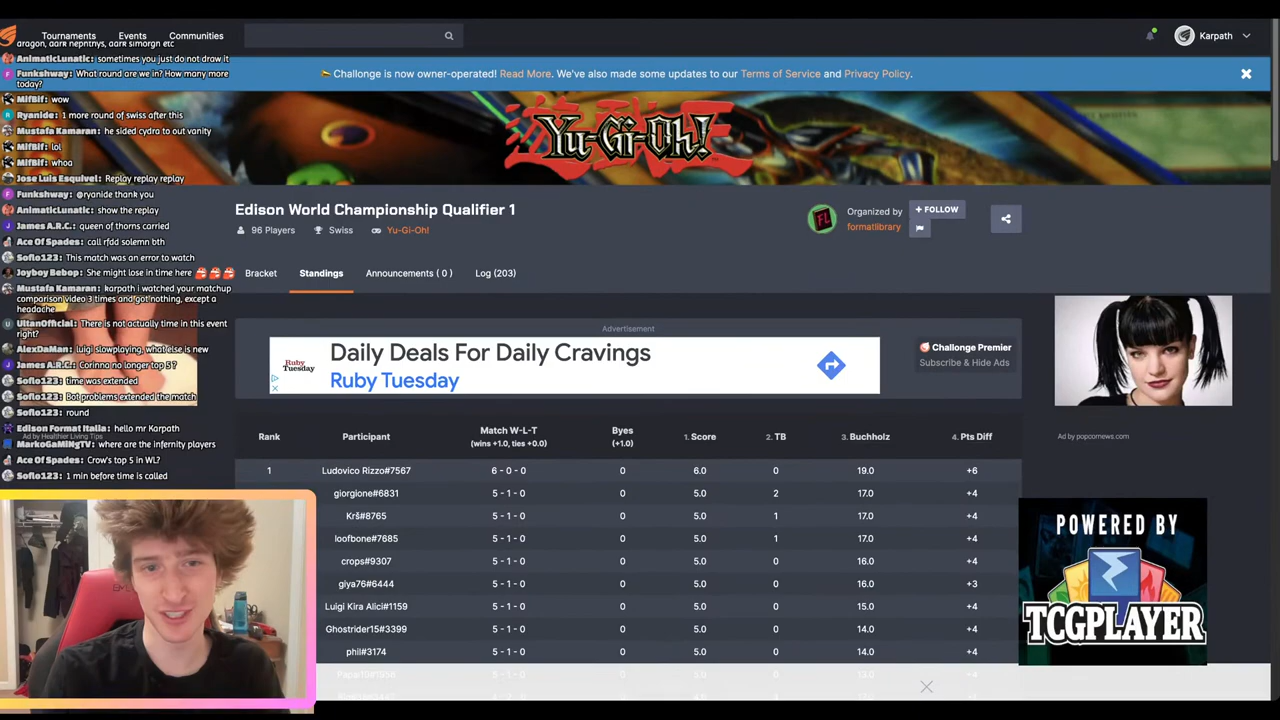 Tournaments
Events
Communities
Karpath
aragon, aark nephthys, aark simorgh etc
AnimaticLunatic: sometimes you just do not draw it
Funkshway: What round are we in? How many more
today?
MifBif: wow
Ryanide: 1 more round of swiss after this
Mustafa Kamaran: he sided cydra to out vanity
MifBif: lol
MifBif: whoa
Jose Luis Esquivel: Replay replay replay
Funkshway: @ryanide thank you
AnimaticLunatic: show the replay
James A.R.C.: queen of thorns carried
Ace Of Spades: call rfdd solemn bth
Soflo123: This match was an error to watch
Joyboy Bebop: She might lose in time here
Mustafa Kamaran: karpath i watched your matchup
comparison video 3 times and got nothing, except a
headache
UltanOfficial: There is not actually time in this event
right?
AlexDaMan: luigi slowplaying, what else is new
James A.R.C.: Corinna no longer top 5 ?
Soflo123: time was extended
Soflo123: Bot problems extended the match
Soflo123: round
Edison Format Italia: hello mr Karpath
MarkoGaMiNgTV: where are the infernity players
Ace Of Spades: Crow's top 5 in WL?
Soflo123: 1 min before time is called
Ad by Healthier Living Tips
Challonge is now owner-operated! Read More. We've also made some updates to our Terms of Service and Privacy Policy.
遊戯王
Yu-Gi-Oh!
Edison World Championship Qualifier 1
96 Players
Swiss
Yu-Gi-Oh!
FL
Organized by
formatlibrary
+ FOLLOW
Bracket
Standings
Announcements ( 0 )
Log (203)
Advertisement
Ruby
Tuesday
Daily Deals For Daily Cravings
Ruby Tuesday
Challonge Premier
Subscribe & Hide Ads
Ad by popcornews.com
Rank Participant Match W-L-T Byes 1. Score 2. TB 3. Buchholz 4. Pts Diff
(wins +1.0, ties +0.0) (+1.0)
1 Ludovico Rizzo#7567 6 - 0 - 0 0 6.0 0 19.0 +6
giorgione#6831 5 - 1 - 0 0 5.0 2 17.0 +4
Krš#8765 5 - 1 - 0 0 5.0 1 17.0 +4
loofbone#7685 5 - 1 - 0 0 5.0 1 17.0 +4
crops#9307 5 - 1 - 0 0 5.0 0 16.0 +4
giya76#6444 5 - 1 - 0 0 5.0 0 16.0 +3
Luigi Kira Alici#1159 5 - 1 - 0 0 5.0 0 15.0 +4
Ghostrider15#3399 5 - 1 - 0 0 5.0 0 14.0 +4
phil#3174 5 - 1 - 0 0 5.0 0 14.0 +4
POWERED BY
TCGPLAYER